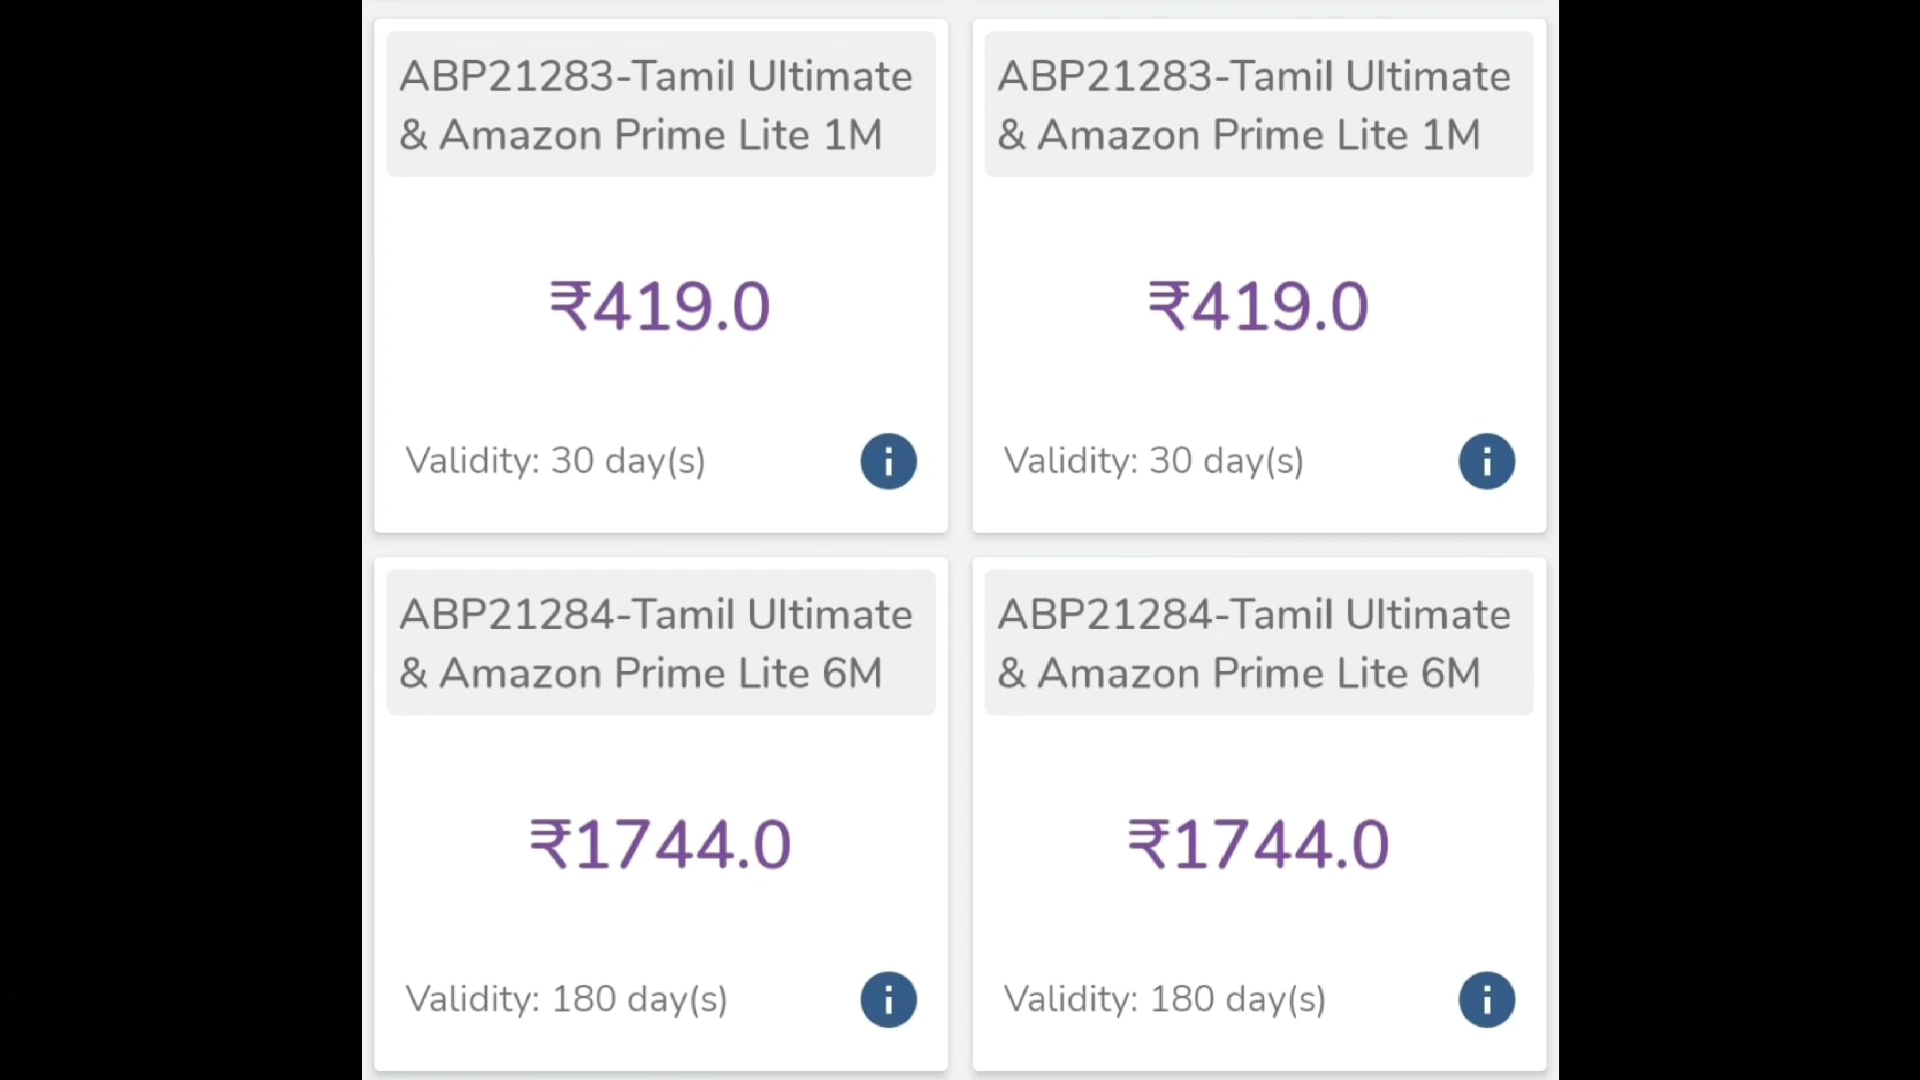 ABP21283-Tamil Ultimate
& Amazon Prime Lite 1M
₹419.0
Validity: 30 day(s)
ABP21283-Tamil Ultimate
& Amazon Prime Lite 1M
₹419.0
Validity: 30 day(s)
ABP21284-Tamil Ultimate
& Amazon Prime Lite 6M
₹1744.0
Validity: 180 day(s)
ABP21284-Tamil Ultimate
& Amazon Prime Lite 6M
₹1744.0
Validity: 180 day(s)